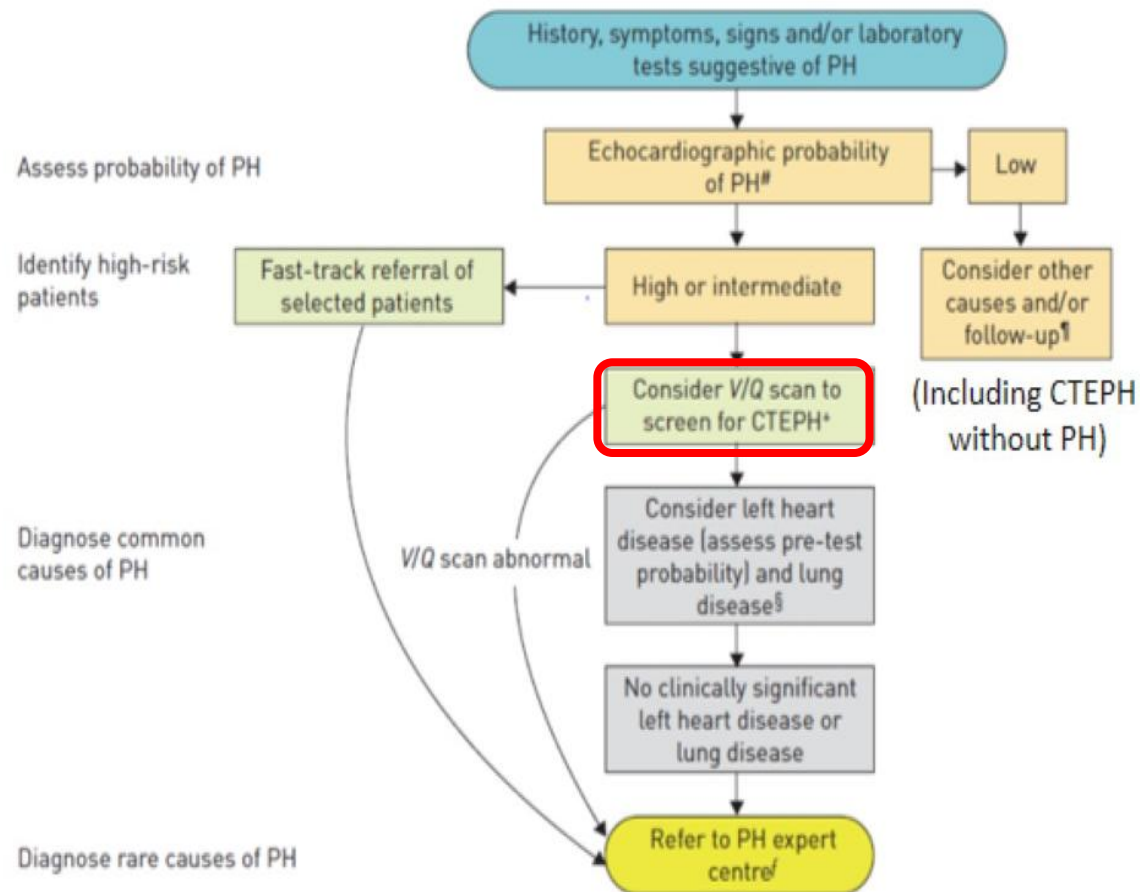 History, symptoms, signs and/or laboratory
tests suggestive of PH
Assess probability of PH
Echocardiographic probability
of PH#
Low
Identify high-risk
patients
Fast-track referral of
selected patients
High or intermediate
Consider other
causes and/or
follow-up¶
(Including CTEPH
without PH)
Consider V/Q scan to
screen for CTEPH+
Diagnose common
causes of PH
V/Q scan abnormal
Consider left heart
disease (assess pre-test
probability) and lung
disease§
No clinically significant
left heart disease or
lung disease
Diagnose rare causes of PH
Refer to PH expert
centreƒ